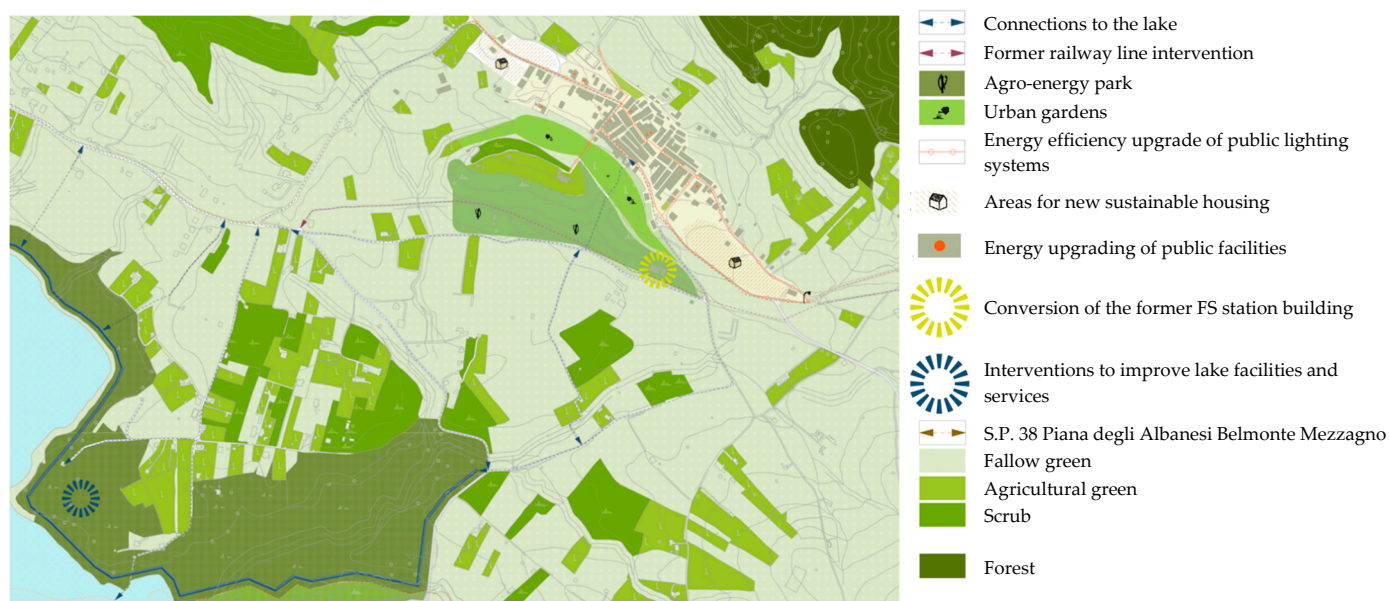 Connections to the lake
Former railway line intervention
Agro-energy park
Urban gardens
Energy efficiency upgrade of public lighting
systems
Areas for new sustainable housing
Energy upgrading of public facilities
Conversion of the former FS station building
Interventions to improve lake facilities and
services
S.P. 38 Piana degli Albanesi Belmonte Mezzagno
Fallow green
Agricultural green
Scrub
Forest